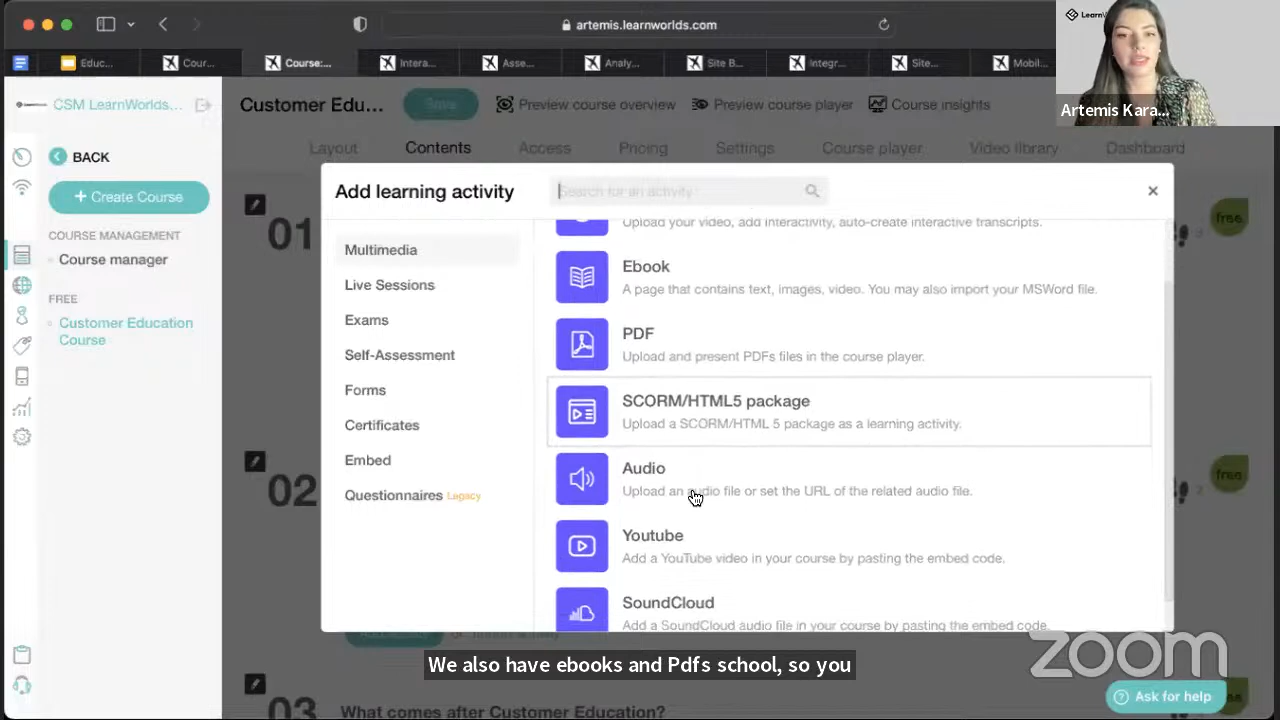 artemis.learnworlds.com
Educ...
Cour...
Course:...
Intera...
Asse...
Analy...
Site B...
Integr...
Site...
Mobil...
Learn
Artemis Kara...
CSM LearnWorlds...
Customer Edu...
Save
Preview course overview
Preview course player
Course insights
BACK
Layout
Contents
Access
Pricing
Settings
Course player
Video library
Dashboard
+ Create Course
COURSE MANAGEMENT
Course manager
FREE
Customer Education
Course
01
free
02
free
03
What comes after Customer Education?
Add learning activity
Search for an activity
Multimedia
Live Sessions
Exams
Self-Assessment
Forms
Certificates
Embed
Questionnaires Legacy
Upload your video, add interactivity, auto-create interactive transcripts.
Ebook
A page that contains text, images, video. You may also import your MSWord file.
PDF
Upload and present PDFs files in the course player.
SCORM/HTML5 package
Upload a SCORM/HTML 5 package as a learning activity.
Audio
Upload an audio file or set the URL of the related audio file.
Youtube
Add a YouTube video in your course by pasting the embed code.
SoundCloud
Add a SoundCloud audio file in your course by pasting the embed code.
We also have ebooks and Pdfs school, so you
zoom
Ask for help